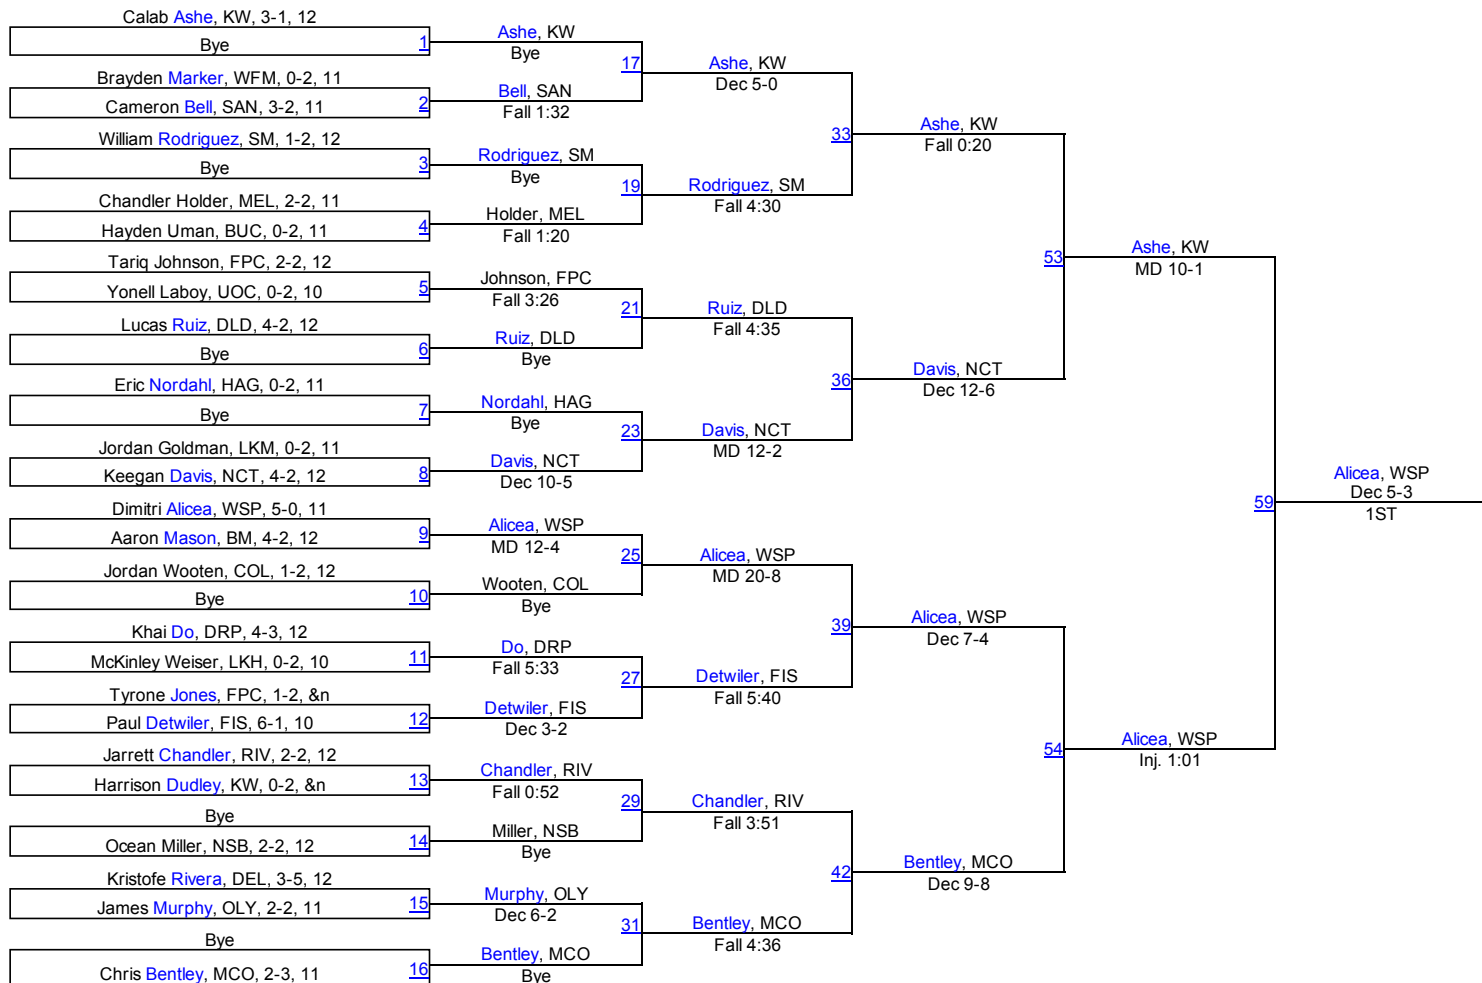 Calab Ashe, KW, 3-1, 12
Bye
1
Brayden Marker, WFM, 0-2, 11
Cameron Bell, SAN, 3-2, 11
2
William Rodriguez, SM, 1-2, 12
Bye
3
Chandler Holder, MEL, 2-2, 11
Hayden Uman, BUC, 0-2, 11
4
Tariq Johnson, FPC, 2-2, 12
Yonell Laboy, UOC, 0-2, 10
5
Lucas Ruiz, DLD, 4-2, 12
Bye
6
Eric Nordahl, HAG, 0-2, 11
Bye
7
Jordan Goldman, LKM, 0-2, 11
Keegan Davis, NCT, 4-2, 12
8
Dimitri Alicea, WSP, 5-0, 11
Aaron Mason, BM, 4-2, 12
9
Jordan Wooten, COL, 1-2, 12
Bye
10
Khai Do, DRP, 4-3, 12
McKinley Weiser, LKH, 0-2, 10
11
Tyrone Jones, FPC, 1-2, &n
Paul Detwiler, FIS, 6-1, 10
12
Jarrett Chandler, RIV, 2-2, 12
Harrison Dudley, KW, 0-2, &n
13
Bye
Ocean Miller, NSB, 2-2, 12
14
Kristofe Rivera, DEL, 3-5, 12
James Murphy, OLY, 2-2, 11
15
Bye
Chris Bentley, MCO, 2-3, 11
16
Ashe, KW
Bye
17
Bell, SAN
Fall 1:32
Rodriguez, SM
Bye
19
Holder, MEL
Fall 1:20
Johnson, FPC
Fall 3:26
21
Ruiz, DLD
Bye
Nordahl, HAG
Bye
23
Davis, NCT
Dec 10-5
Alicea, WSP
MD 12-4
25
Wooten, COL
Bye
Do, DRP
Fall 5:33
27
Detwiler, FIS
Dec 3-2
Chandler, RIV
Fall 0:52
29
Miller, NSB
Bye
Murphy, OLY
Dec 6-2
31
Bentley, MCO
Bye
Ashe, KW
Dec 5-0
33
Rodriguez, SM
Fall 4:30
Ruiz, DLD
Fall 4:35
36
Davis, NCT
MD 12-2
Alicea, WSP
MD 20-8
39
Detwiler, FIS
Fall 5:40
Chandler, RIV
Fall 3:51
42
Bentley, MCO
Fall 4:36
Ashe, KW
Fall 0:20
53
Davis, NCT
Dec 12-6
Alicea, WSP
Dec 7-4
54
Bentley, MCO
Dec 9-8
Ashe, KW
MD 10-1
59
Alicea, WSP
Inj. 1:01
Alicea, WSP
Dec 5-3
1ST